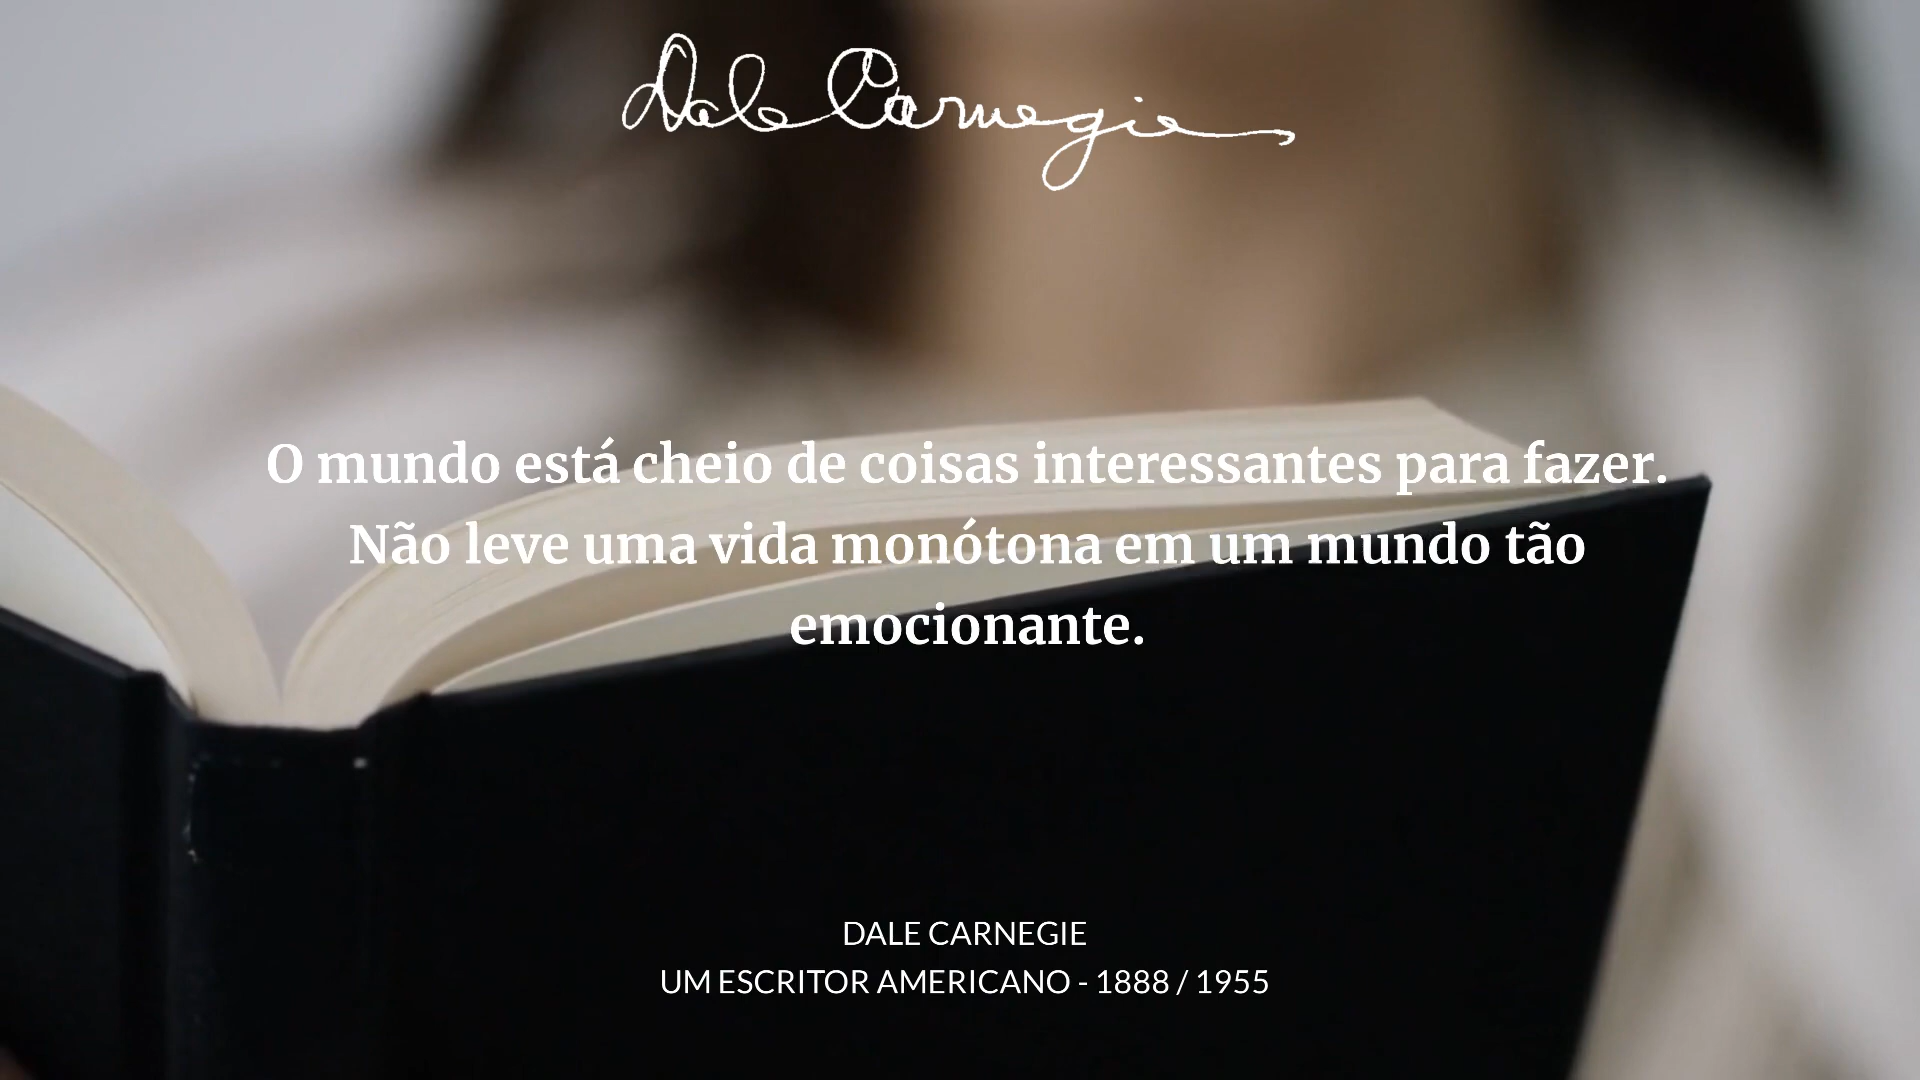 Dale Carnegie
O mundo está cheio de coisas interessantes para fazer.
Não leve uma vida monótona em um mundo tão
emocionante.
DALE CARNEGIE
UM ESCRITOR AMERICANO - 1888 / 1955